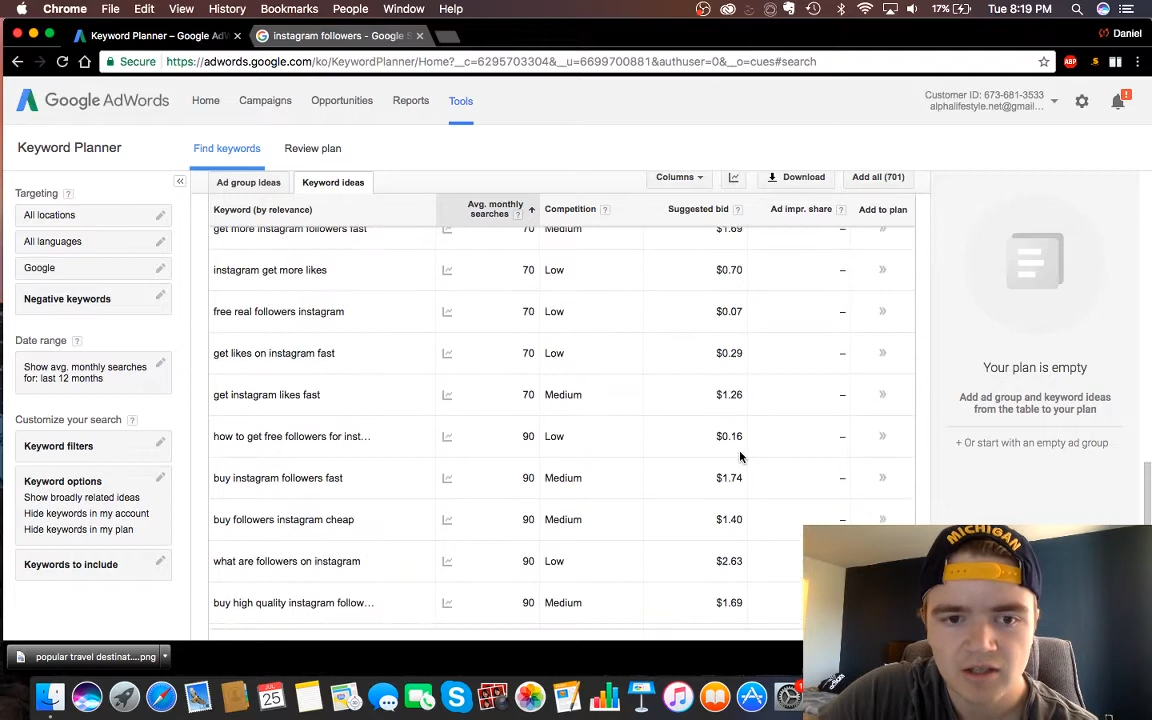 Chrome File Edit View History Bookmarks People Window Help 17% Tue 8:19 PM
Keyword Planner – Google AdW
instagram followers - Google S
Daniel
Secure https://adwords.google.com/ko/KeywordPlanner/Home?__c=6295703304&__u=6699700881&authuser=0&__o=cues#search
ABP
Google AdWords Home Campaigns Opportunities Reports Tools
Customer ID: 673-681-3533
alphalifestyle.net@gmail...
Keyword Planner Find keywords Review plan
Targeting ?
All locations
All languages
Google
Negative keywords
Date range ?
Show avg. monthly searches
for: last 12 months
Customize your search ?
Keyword filters
Keyword options
Show broadly related ideas
Hide keywords in my account
Hide keywords in my plan
Keywords to include
Ad group ideas Keyword ideas Columns Download Add all (701)
Keyword (by relevance) Avg. monthly searches ? Competition ? Suggested bid ? Ad impr. share ? Add to plan
get more instagram followers fast 70 Medium $1.69 – »
instagram get more likes 70 Low $0.70 – »
free real followers instagram 70 Low $0.07 – »
get likes on instagram fast 70 Low $0.29 – »
get instagram likes fast 70 Medium $1.26 – »
how to get free followers for inst... 90 Low $0.16 – »
buy instagram followers fast 90 Medium $1.74 – »
buy followers instagram cheap 90 Medium $1.40 – »
what are followers on instagram 90 Low $2.63
buy high quality instagram follow... 90 Medium $1.69
Your plan is empty
Add ad group and keyword ideas
from the table to your plan
+ Or start with an empty ad group
MICHIGAN
popular travel destinat....png
JUL
25